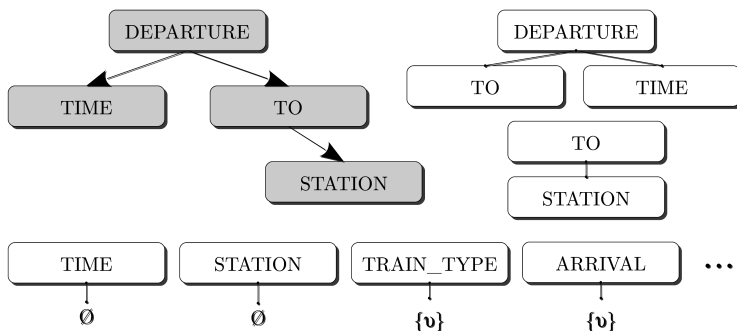 DEPARTURE
TIME
TO
STATION
DEPARTURE
TO
TIME
TO
STATION
TIME
STATION
TRAIN_TYPE
ARRIVAL
...
∅
∅
{υ}
{υ}